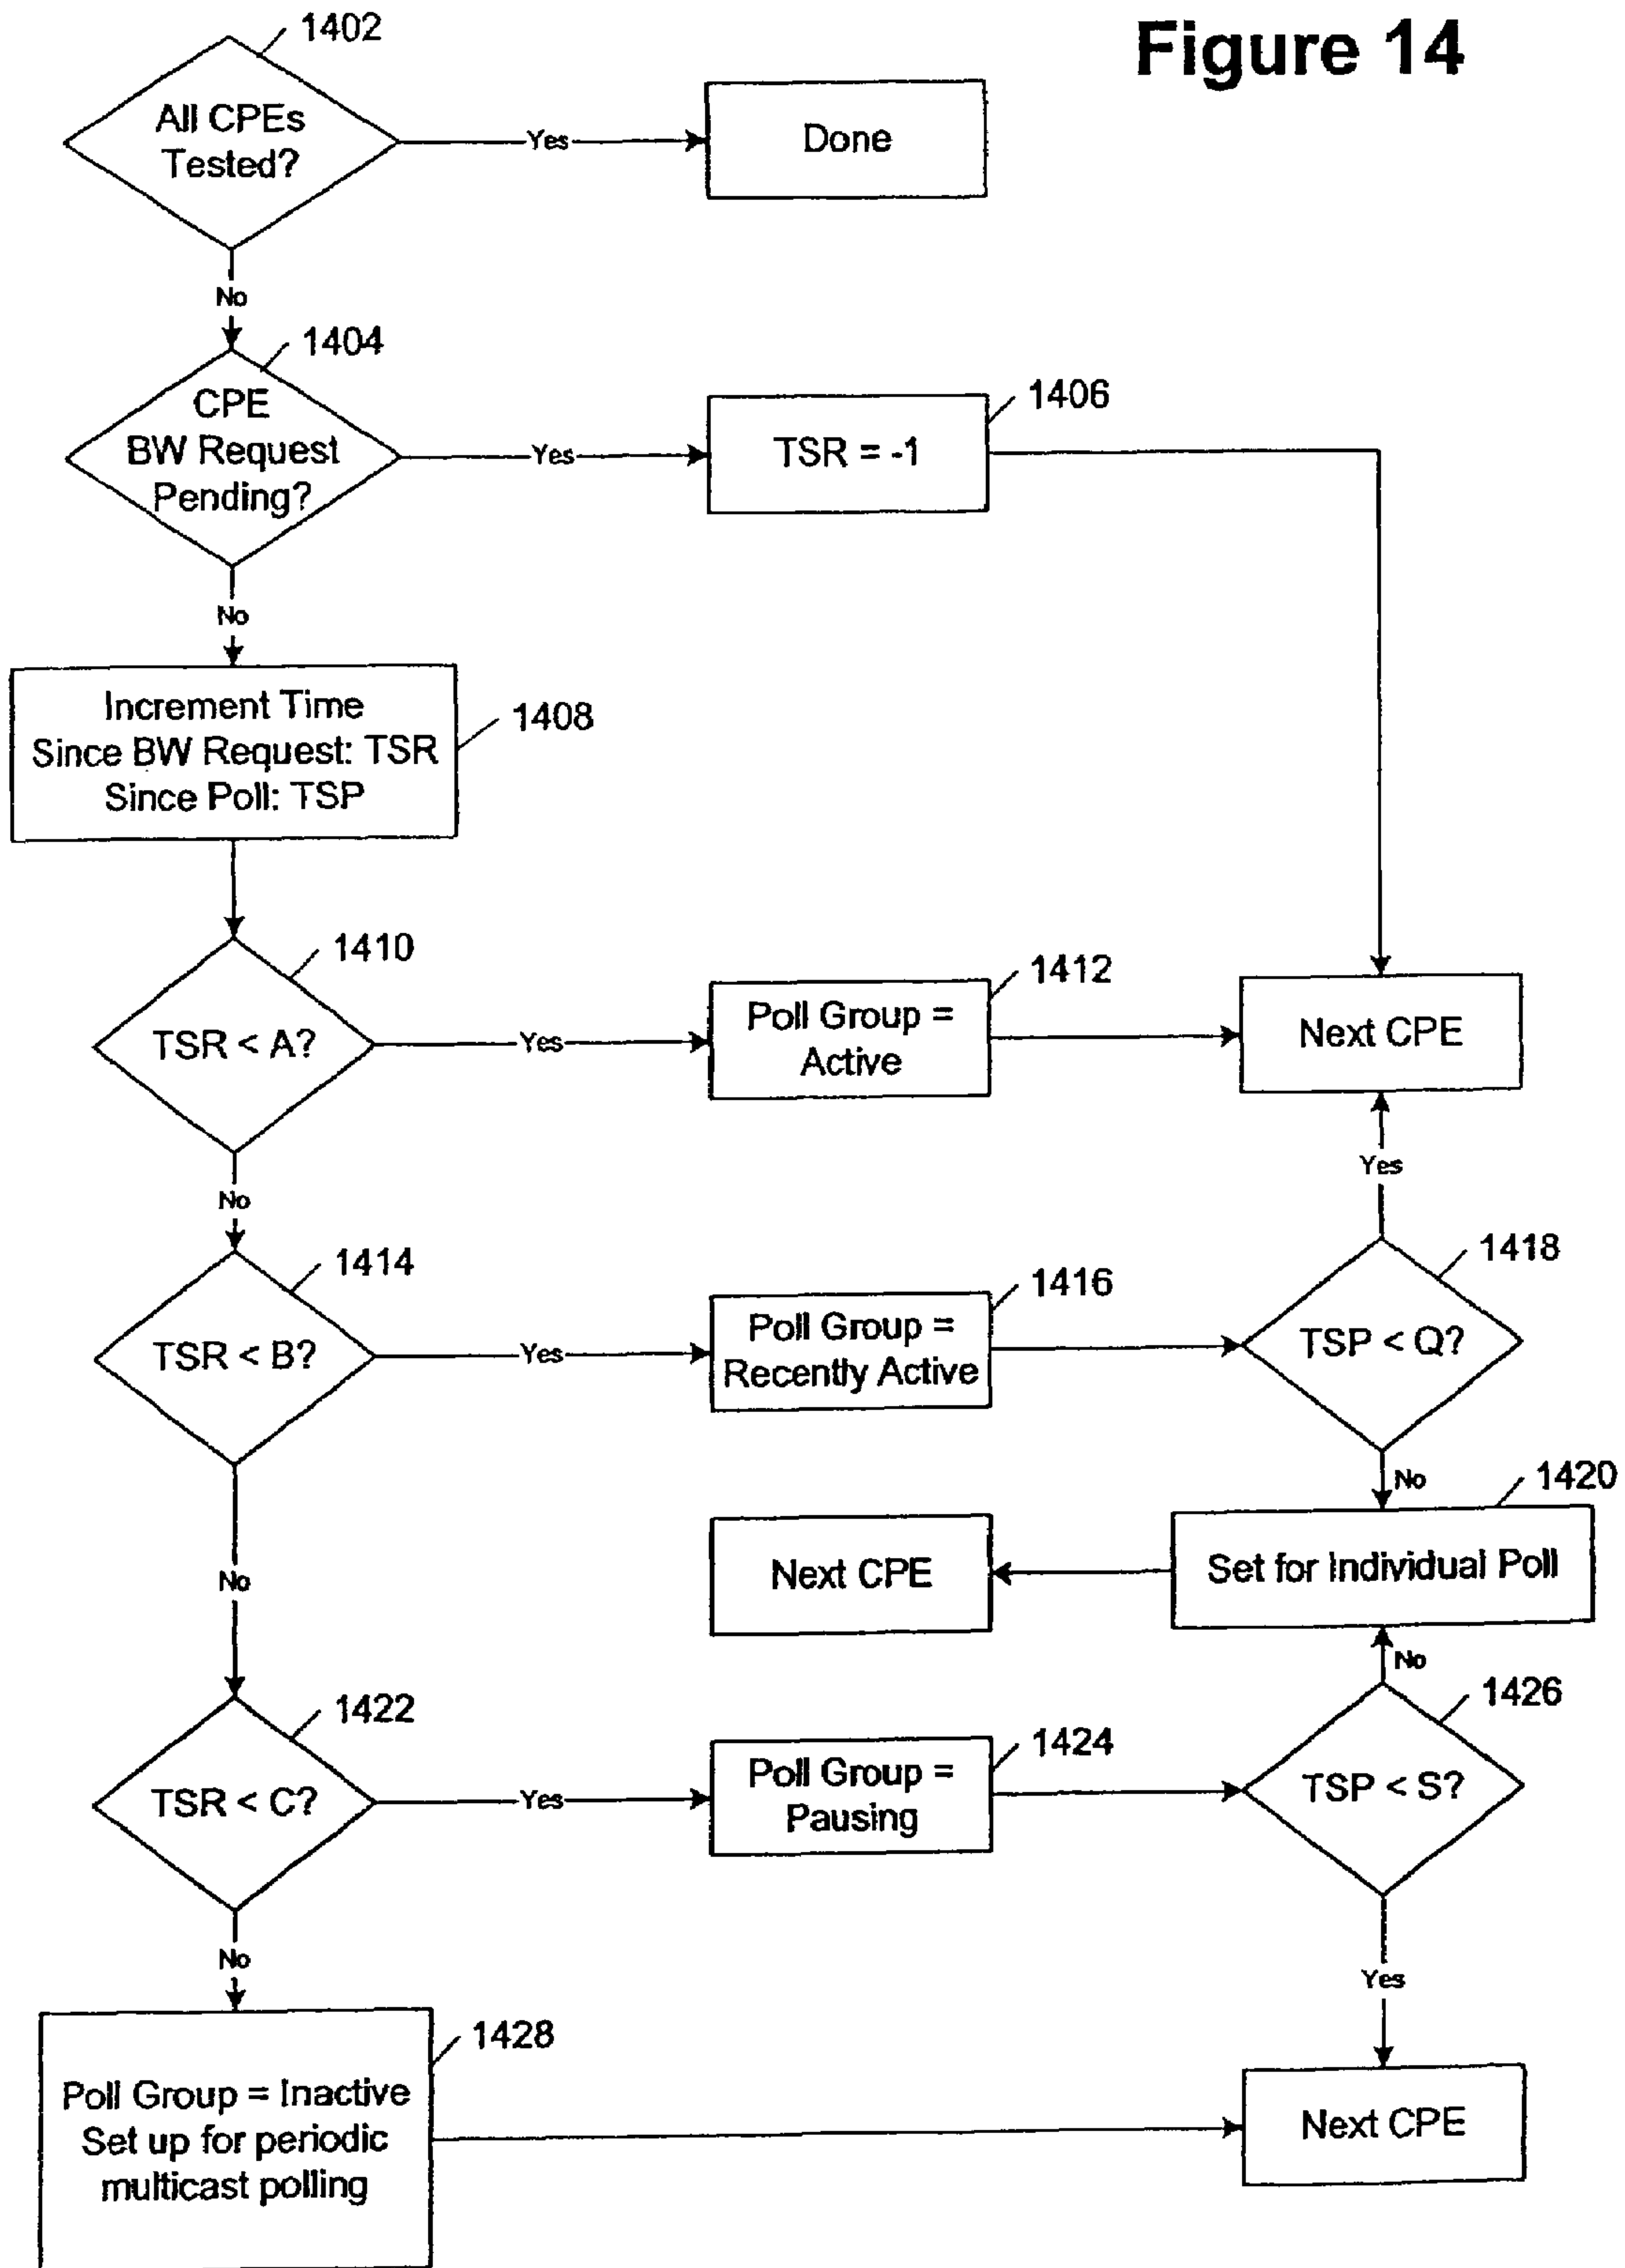 Figure 14
1402
All CPEs
Tested?
Yes
Done
No
1404
CPE
BW Request
Pending?
Yes
1406
TSR = -1
No
Increment Time
Since BW Request: TSR
Since Poll: TSP
1408
1410
TSR < A?
Yes
1412
Poll Group =
Active
Next CPE
No
Yes
1414
TSR < B?
Yes
1416
Poll Group =
Recently Active
1418
TSP < Q?
No
No
1420
Set for Individual Poll
Next CPE
No
1422
TSR < C?
Yes
1424
Poll Group =
Pausing
1426
TSP < S?
No
Yes
1428
Poll Group = Inactive
Set up for periodic
multicast polling
Next CPE